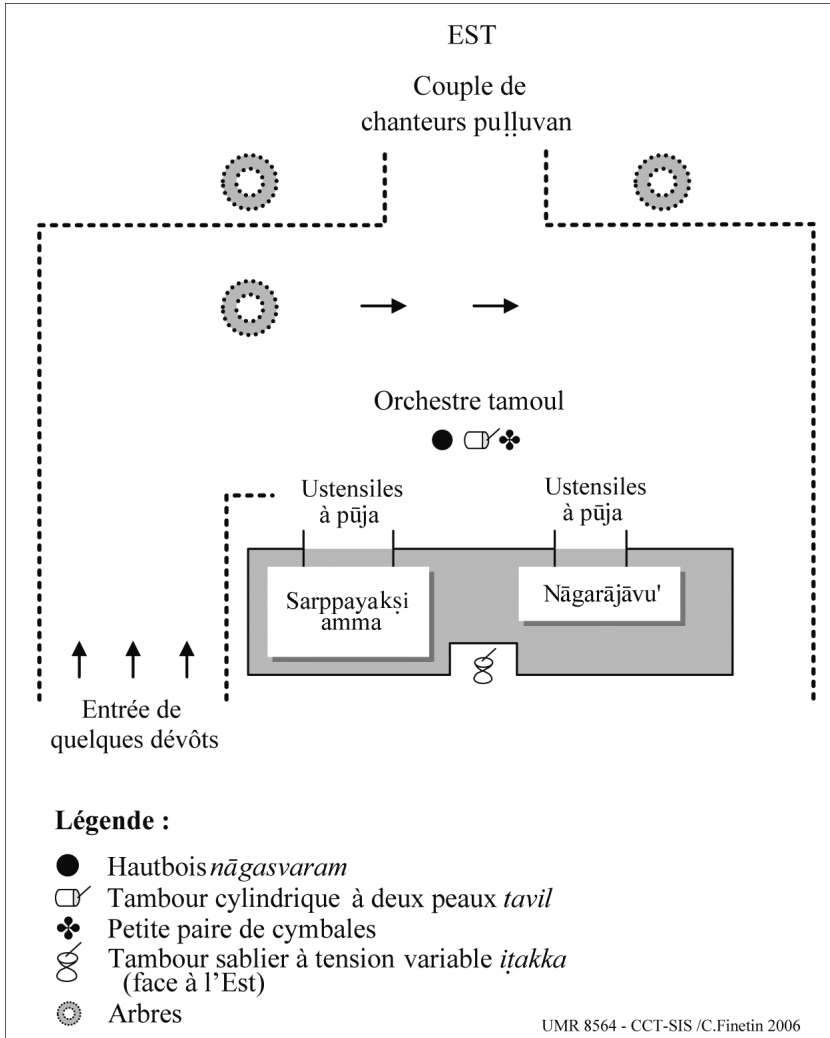 EST
Couple de
chanteurs puḷḷuvan
Orchestre tamoul
Ustensiles
à pūja
Ustensiles
à pūja
Sarppayakṣi
amma
Nāgarājāvu'
Entrée de
quelques dévôts
Légende :
Hautbois nāgasvaram
Tambour cylindrique à deux peaux tavil
Petite paire de cymbales
Tambour sablier à tension variable iṭakka
(face à l’Est)
Arbres
UMR 8564 - CCT-SIS /C.Finetin 2006